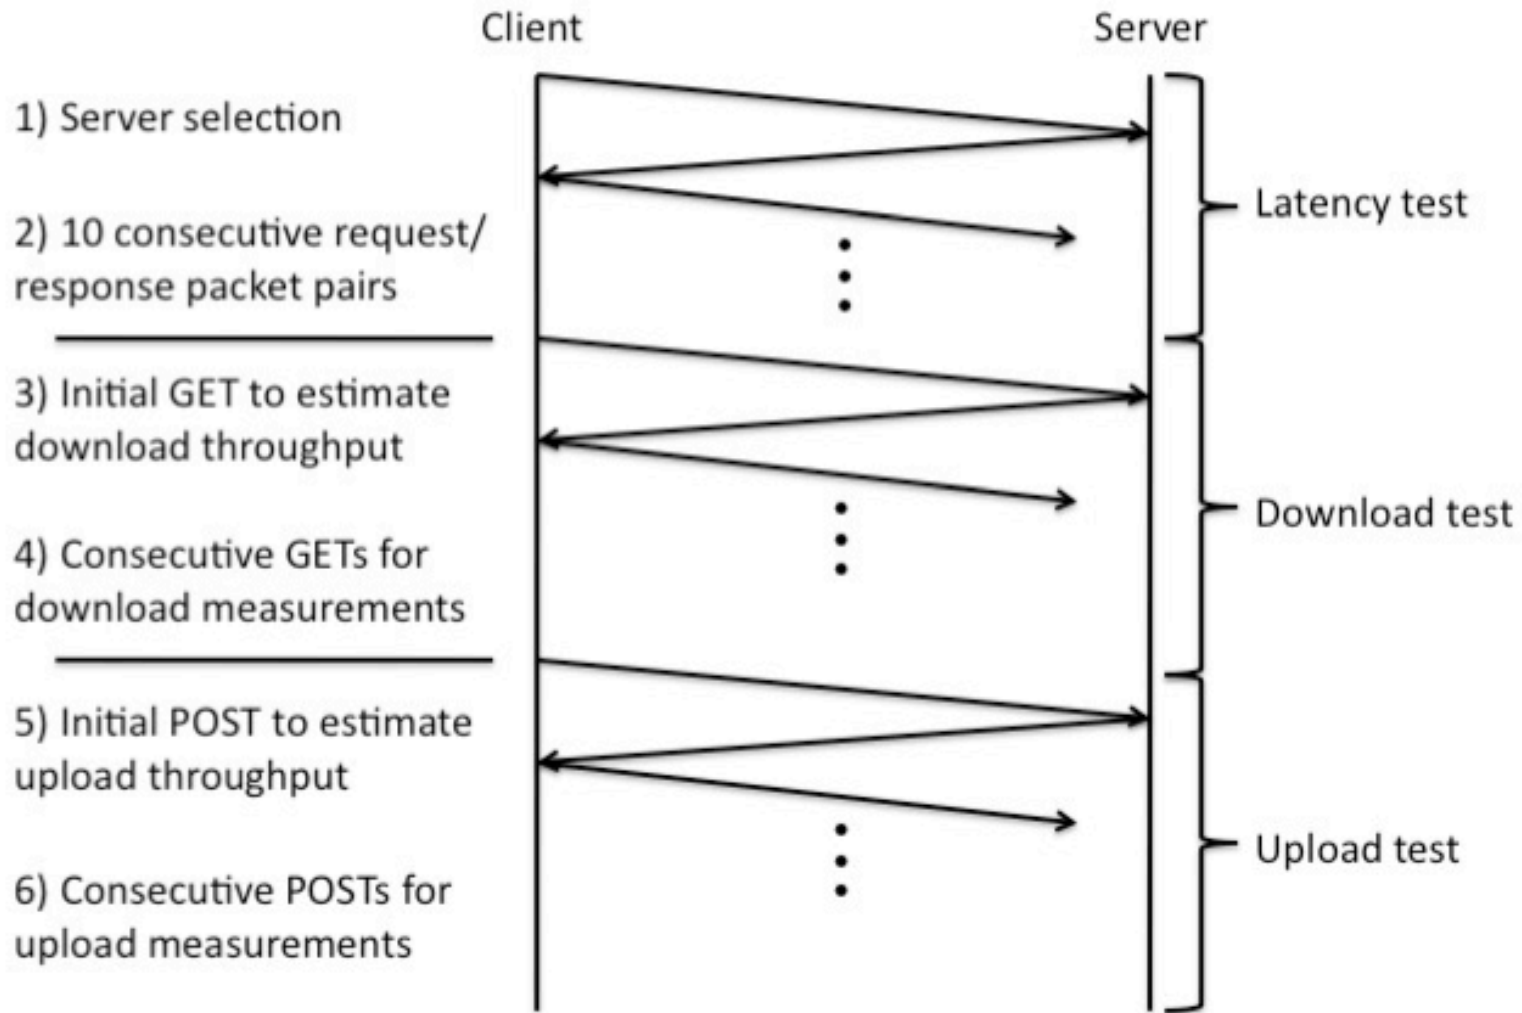 Client
Server
1) Server selection
2) 10 consecutive request/
response packet pairs
Latency test
3) Initial GET to estimate
download throughput
4) Consecutive GETs for
download measurements
Download test
5) Initial POST to estimate
upload throughput
6) Consecutive POSTs for
upload measurements
Upload test